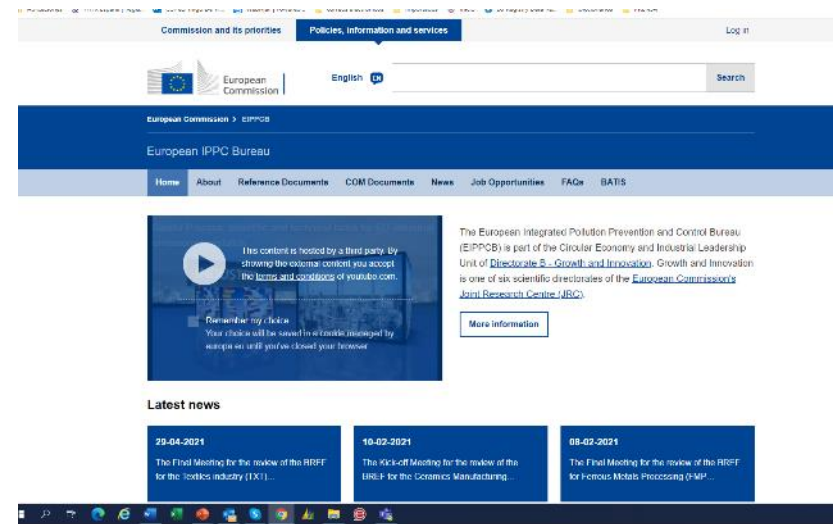 Commission and its priorities
Policies, information and services
Log in
European
Commission
English EN
Search
European Commission > EIPPCB
European IPPC Bureau
Home About Reference Documents COM Documents News Job Opportunities FAQs BATIS
This content is hosted by a third party. By
showing the external content you accept
the terms and conditions of youtube.com.
Remember my choice
Your choice will be saved in a cookie managed by
europa.eu until you've closed your browser
The European Integrated Pollution Prevention and Control Bureau
(EIPPCB) is part of the Circular Economy and Industrial Leadership
Unit of Directorate B - Growth and Innovation. Growth and Innovation
is one of six scientific directorates of the European Commission's
Joint Research Centre (JRC).
More information
Latest news
29-04-2021
The Final Meeting for the review of the BREF
for the Textiles industry (TXT)...
10-02-2021
The Kick-off Meeting for the review of the
BREF for the Ceramics Manufacturing...
08-02-2021
The Final Meeting for the review of the BREF
for Ferrous Metals Processing (FMP...